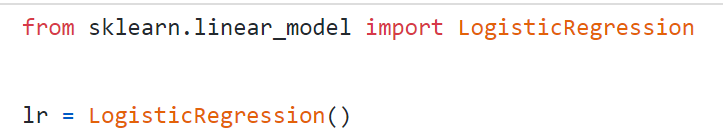 from sklearn.linear_model import LogisticRegression
lr = LogisticRegression()